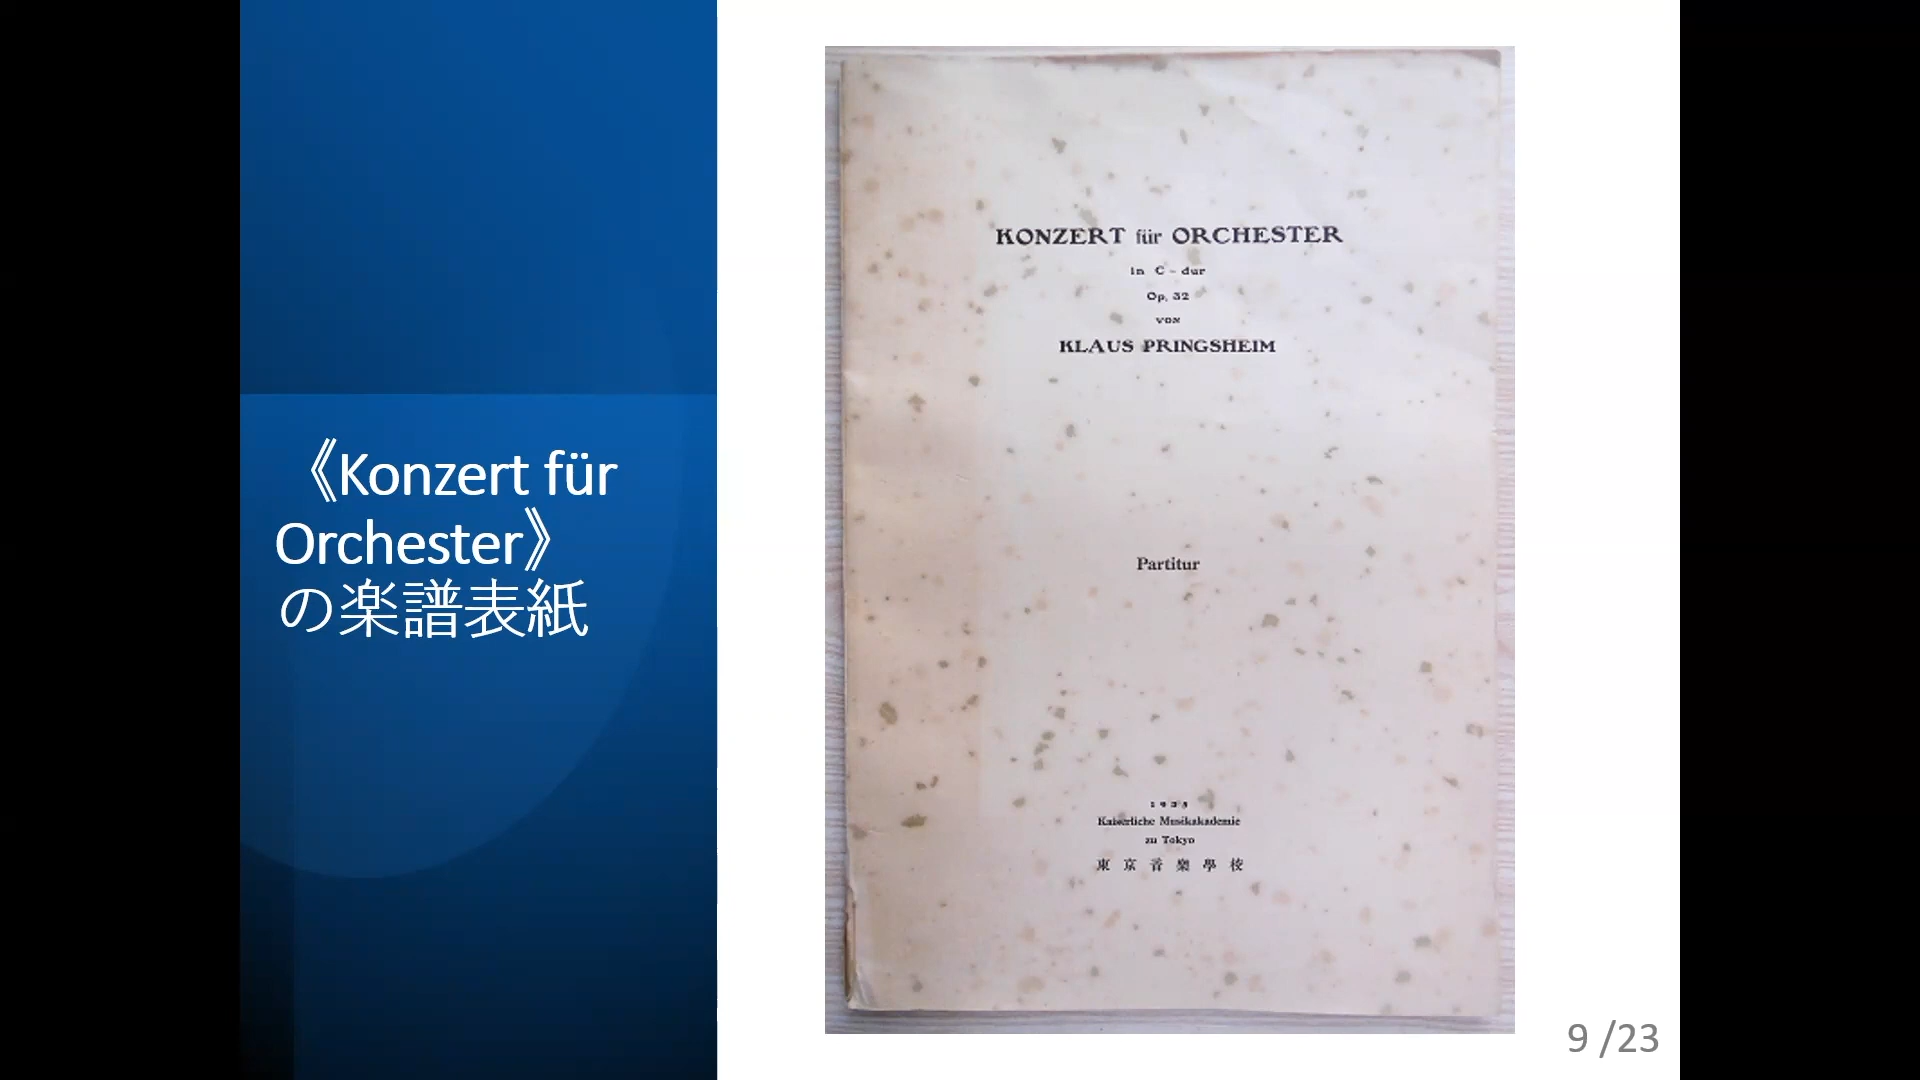 《Konzert für
Orchester》
の楽譜表紙
KONZERT für ORCHESTER
in C-dur
Op. 32
VON
KLAUS PRINGSHEIM
Partitur
1935
Kaiserliche Musikakademie
zu Tokyo
東京音樂學校
9 /23